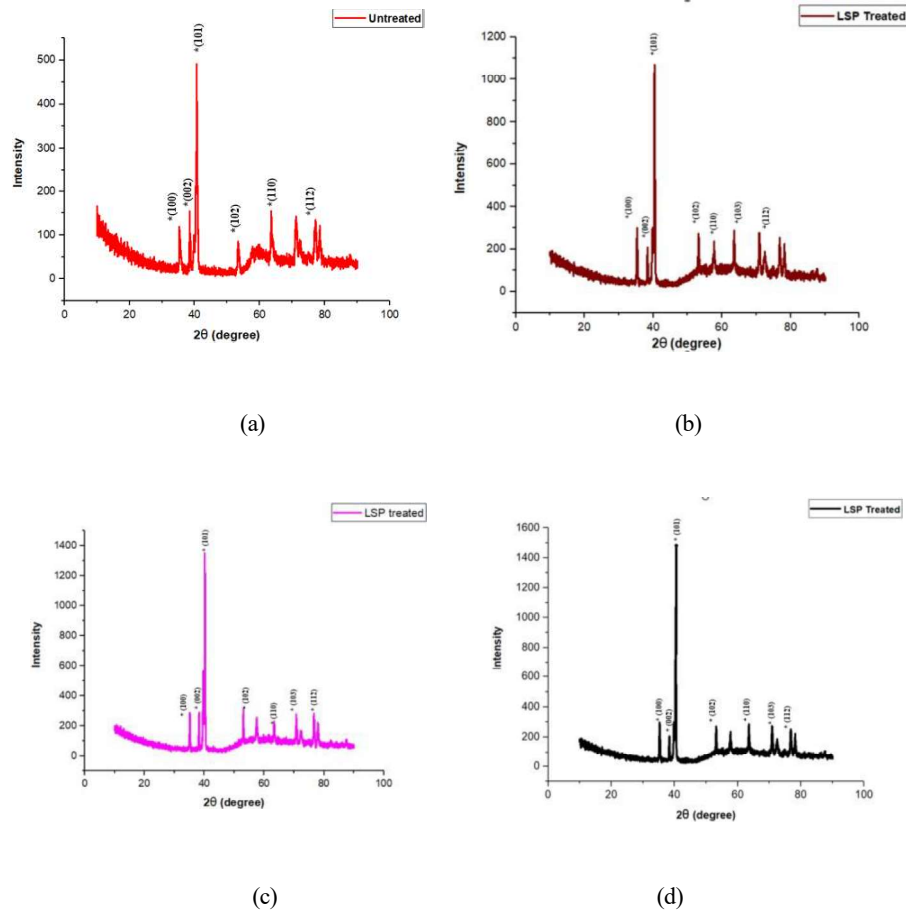 Untreated
*(101)
*(002)
*(100)
*(102)
*(110)
*(112)
500
400
300
200
100
0
Intensity
0 20 40 60 80 100
2θ (degree)
(a)
LSP Treated
*(101)
*(100)
*(002)
*(102)
*(110)
*(103)
*(112)
1200
1000
800
600
400
200
0
Intensity
0 20 40 60 80 100
2θ (degree)
(b)
LSP treated
* (101)
* (100)
* (002)
* (102)
* (110)
* (103)
* (112)
1400
1200
1000
800
600
400
200
0
Intensity
0 20 40 60 80 100
2θ (degree)
(c)
LSP Treated
* (101)
* (100)
* (002)
* (102)
* (110)
* (103)
* (112)
1600
1400
1200
1000
800
600
400
200
0
Intensity
0 20 40 60 80 100
2θ (degree)
(d)